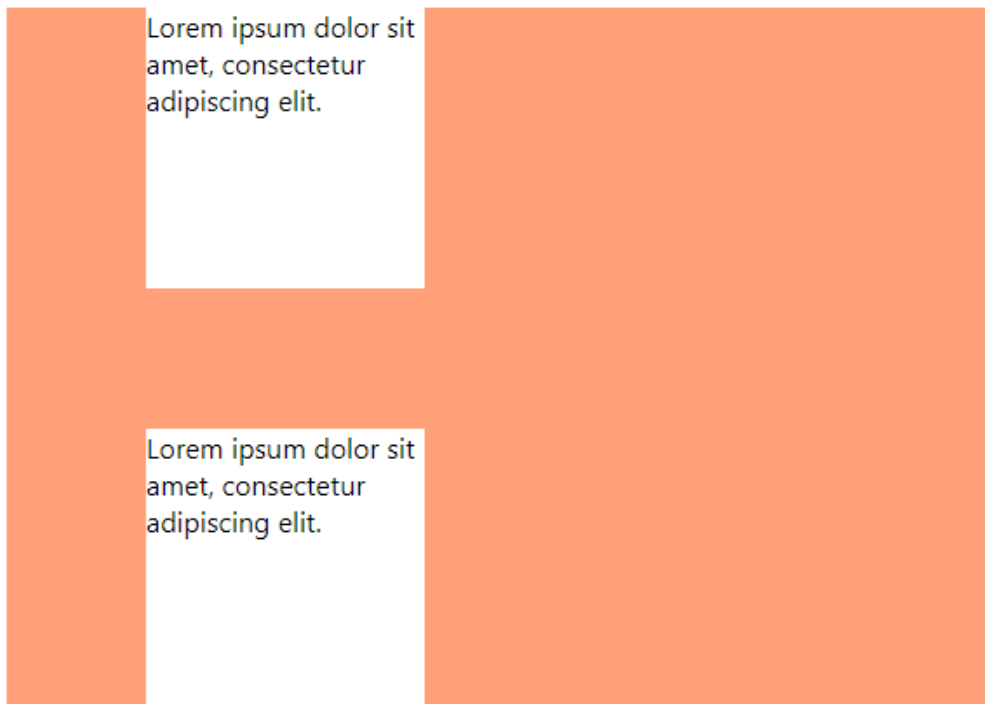 Lorem ipsum dolor sit
amet, consectetur
adipiscing elit.
Lorem ipsum dolor sit
amet, consectetur
adipiscing elit.